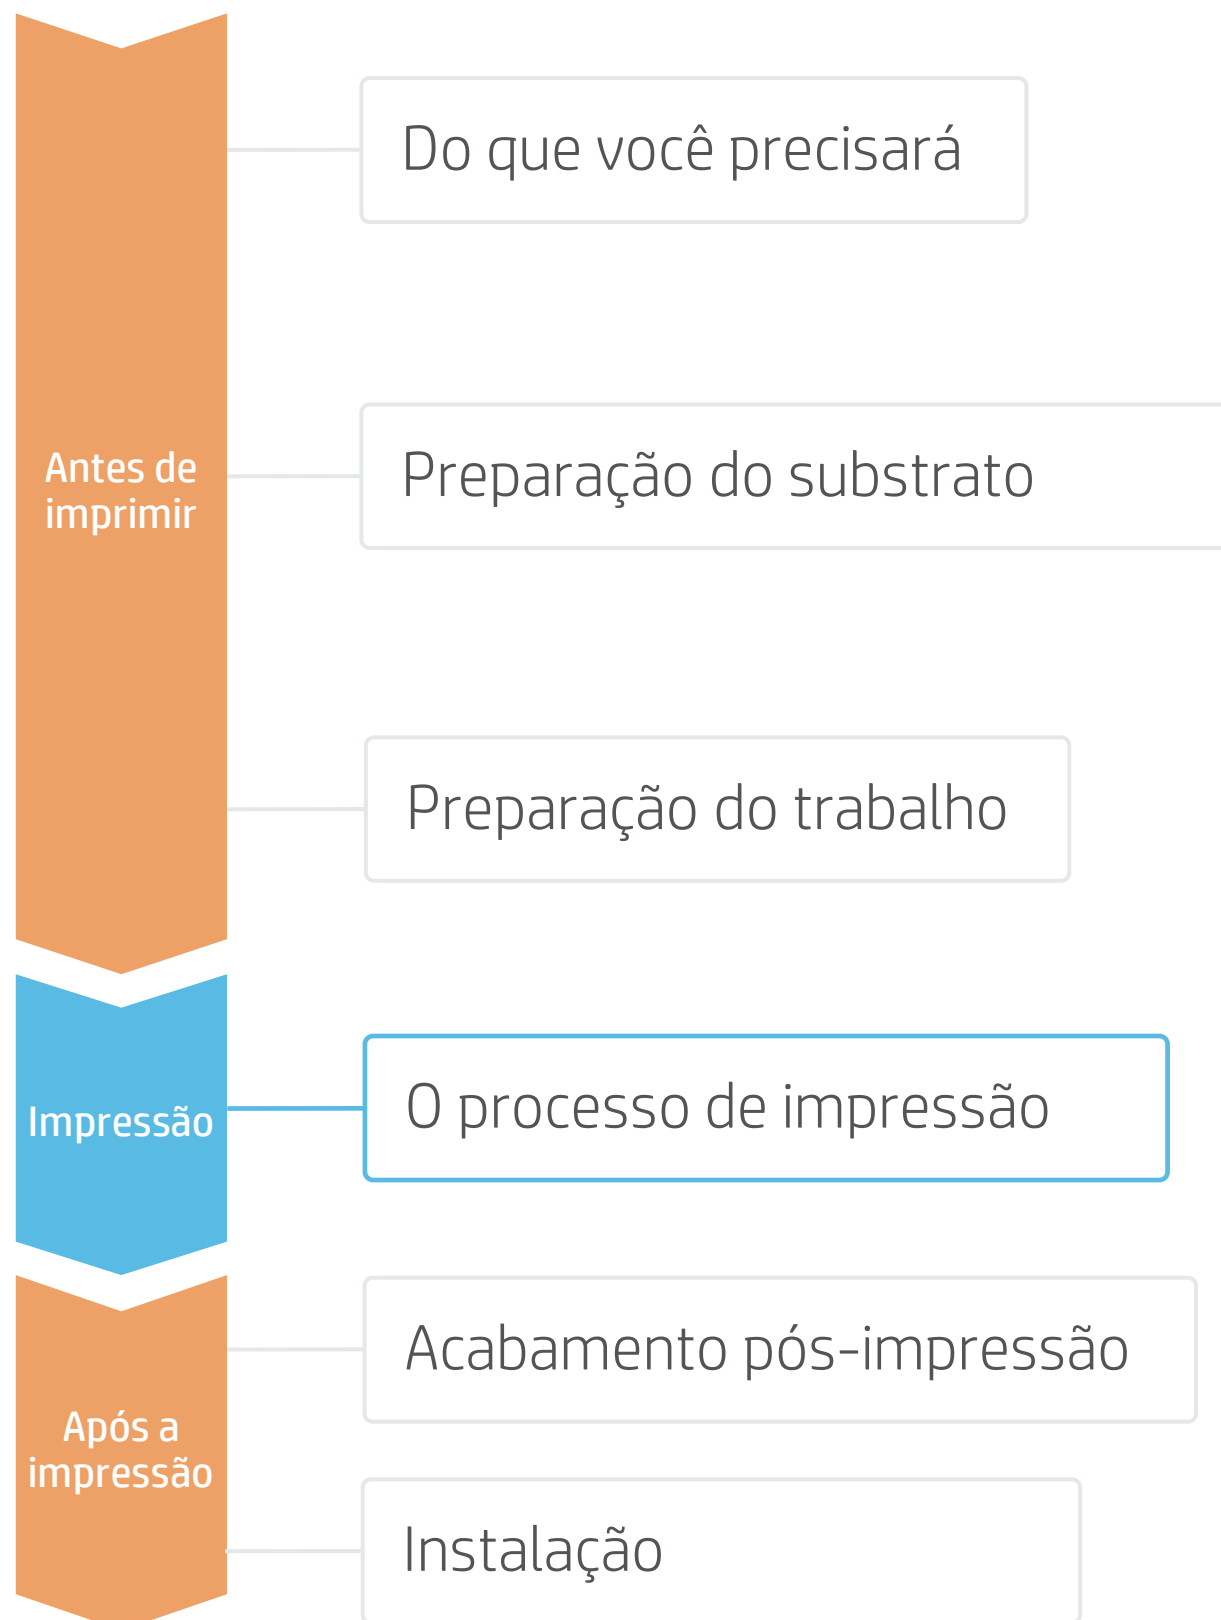 Do que você precisará
Antes de
imprimir
Preparação do substrato
Preparação do trabalho
Impressão
O processo de impressão
Após a
impressão
Acabamento pós-impressão
Instalação